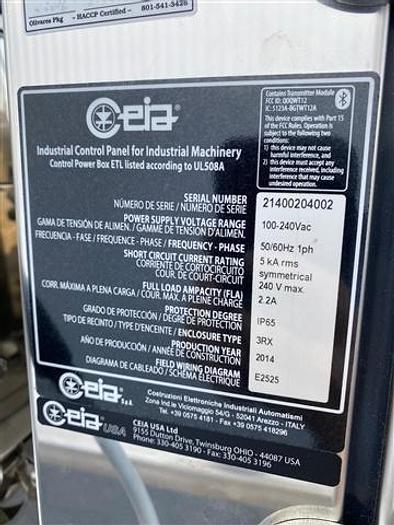 Olivares Pkg - HACCP Certified - 801-541-3426
ceia
Contains Transmitter Module
FCC ID: QOQWT12
IC: 5123A-BGTWT12A
This device complies with Part 15
of the FCC Rules. Operation is
subject to the following two
conditions:
1) this device may not cause
harmful interference, and
2) this device must accept any
interference received, including
interference that may cause
undesired operation.
Industrial Control Panel for Industrial Machinery
Control Power Box ETL listed according to UL508A
SERIAL NUMBER
NÚMERO DE SERIE / NUMÉRO DE SÉRIE
21400204002
POWER SUPPLY VOLTAGE RANGE
GAMA DE TENSIÓN DE ALIMEN. / GAMME DE TENSION D'ALIMEN.
100-240Vac
FRECUENCIA - FASE / FREQUENCE - PHASE / FREQUENCY - PHASE
50/60Hz 1ph
SHORT CIRCUIT CURRENT RATING
CORRIENTE DE CORTOCIRCUITO
COUR. DE COURT-CIRCUIT
5 kA rms
symmetrical
240 V max.
FULL LOAD AMPACITY (FLA)
CORR. MÁXIMA A PLENA CARGA / COUR. MAX. A PLEINE CHARGE
2.2A
PROTECTION DEGREE
GRADO DE PROTECCIÓN / DEGRE DE PROTECTION
IP65
TIPO DE RECINTO / TYPE D'ENCEINTE / ENCLOSURE TYPE
3RX
PRODUCTION YEAR
AÑO DE PRODUCCIÓN / ANNÉE DE CONSTRUCTION
2014
FIELD WIRING DIAGRAM
DIAGRAMA DE CABLEADO / SCHÉMA ÉLECTRIQUE
E2525
ceia S.p.A.
Costruzioni Elettroniche Industriali Automatismi
Zona Ind.le Viciomaggio 54/G - 52041 Arezzo - ITALY
Tel. +39 0575 4181 - Fax +39 0575 418296
ceia USA
CEIA USA Ltd
9155 Dutton Drive, Twinsburg OHIO - 44087 USA
Phone: 330-405 3190 - Fax: 330-405 3196